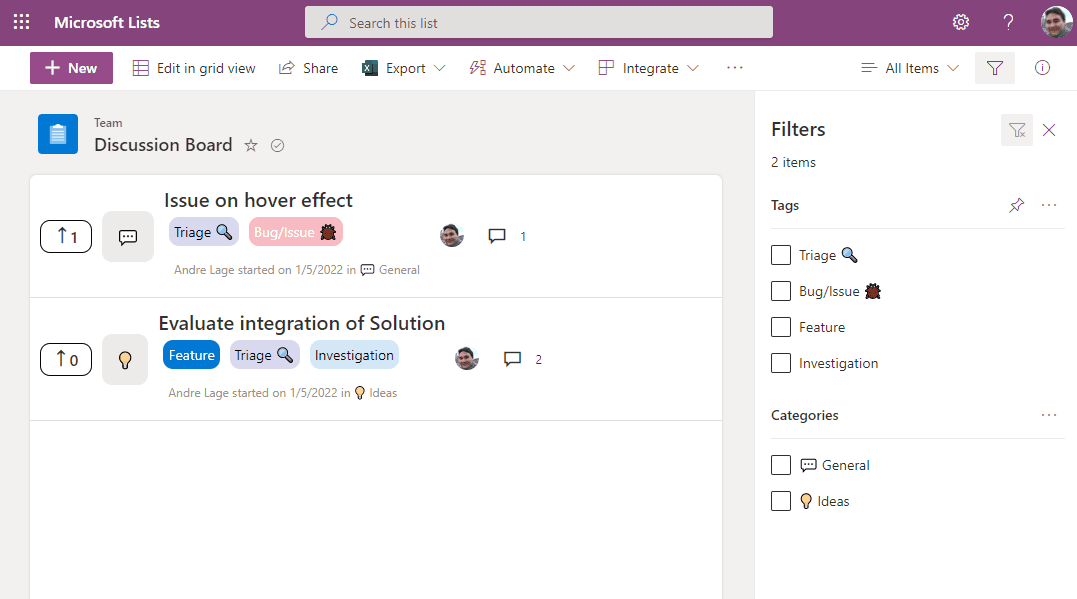 Microsoft Lists
Search this list
?
New
Edit in grid view
Share
Export
Automate
Integrate
...
All Items
Team
Discussion Board
Issue on hover effect
↑1
Triage 🔍 Bug/Issue 🐞
1
Andre Lage started on 1/5/2022 in 💬 General
Evaluate integration of Solution
↑0
Feature Triage 🔍 Investigation
2
Andre Lage started on 1/5/2022 in 💡 Ideas
Filters
2 items
Tags
...
Triage 🔍
Bug/Issue 🐞
Feature
Investigation
Categories
...
💬 General
💡 Ideas